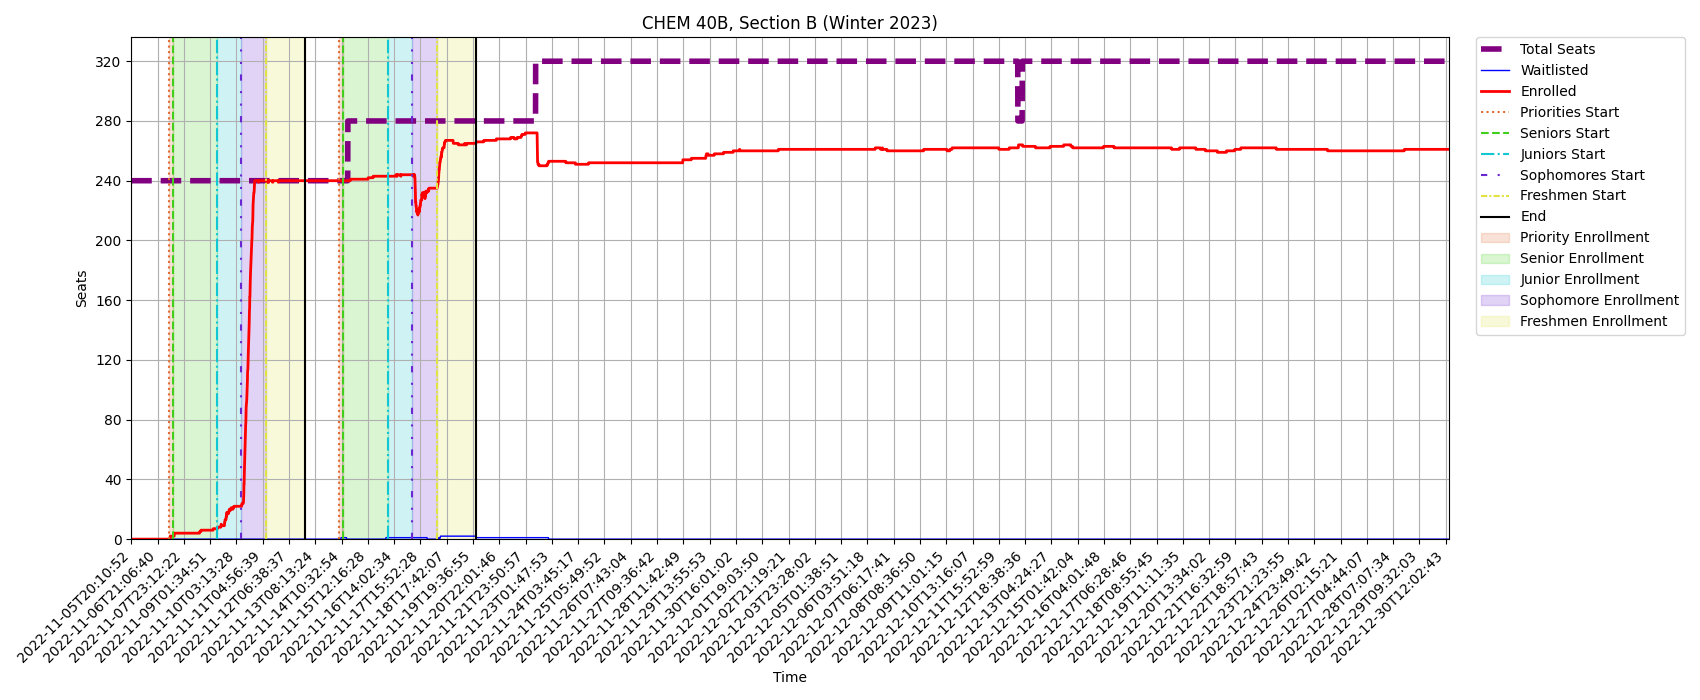 CHEM 40B, Section B (Winter 2023)
320
280
240
200
160
120
80
40
0
Seats
2022-11-05T20:10:52
2022-11-06T21:06:40
2022-11-07T23:12:22
2022-11-09T01:34:51
2022-11-10T03:13:28
2022-11-11T04:56:39
2022-11-12T06:38:37
2022-11-13T08:13:24
2022-11-14T10:32:54
2022-11-15T12:16:28
2022-11-16T14:02:34
2022-11-17T15:52:28
2022-11-18T17:42:07
2022-11-19T19:36:55
2022-11-20T22:01:46
2022-11-21T23:50:57
2022-11-23T01:47:53
2022-11-24T03:45:17
2022-11-25T05:49:52
2022-11-26T07:43:04
2022-11-27T09:36:42
2022-11-28T11:42:49
2022-11-29T13:55:53
2022-11-30T16:01:02
2022-12-01T19:03:50
2022-12-02T21:19:21
2022-12-03T23:28:02
2022-12-05T01:38:51
2022-12-06T03:51:18
2022-12-07T06:17:41
2022-12-08T08:36:50
2022-12-09T11:01:15
2022-12-10T13:16:07
2022-12-11T15:52:59
2022-12-12T18:38:36
2022-12-13T04:24:27
2022-12-15T01:42:04
2022-12-16T04:01:48
2022-12-17T06:28:46
2022-12-18T08:55:45
2022-12-19T11:11:35
2022-12-20T13:34:02
2022-12-21T16:32:59
2022-12-22T18:57:43
2022-12-23T21:23:55
2022-12-24T23:49:42
2022-12-26T02:15:21
2022-12-27T04:44:07
2022-12-28T07:07:34
2022-12-29T09:32:03
2022-12-30T12:02:43
Time
Total Seats
Waitlisted
Enrolled
Priorities Start
Seniors Start
Juniors Start
Sophomores Start
Freshmen Start
End
Priority Enrollment
Senior Enrollment
Junior Enrollment
Sophomore Enrollment
Freshmen Enrollment